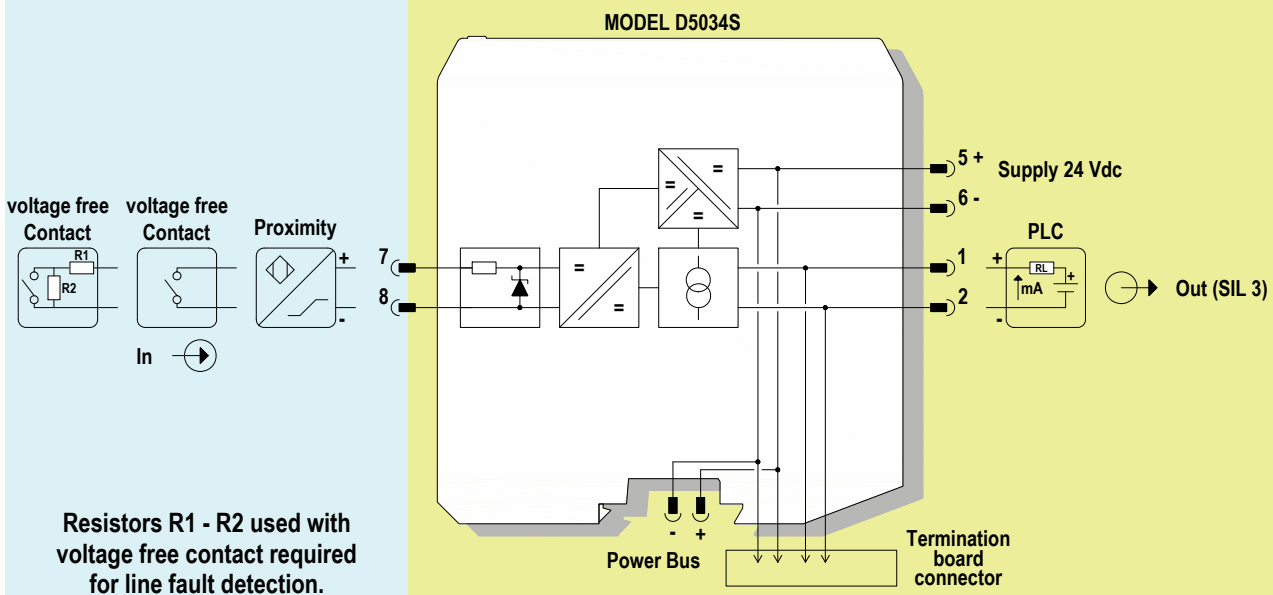 MODEL D5034S
voltage free
Contact
R1
R2
voltage free
Contact
Proximity
+
-
In
7
8
=
=
=
=
=
5 +
6 -
Supply 24 Vdc
1
2
PLC
+
RL
+
mA
-
Out (SIL 3)
- +
Power Bus
Termination
board
connector
Resistors R1 - R2 used with
voltage free contact required
for line fault detection.